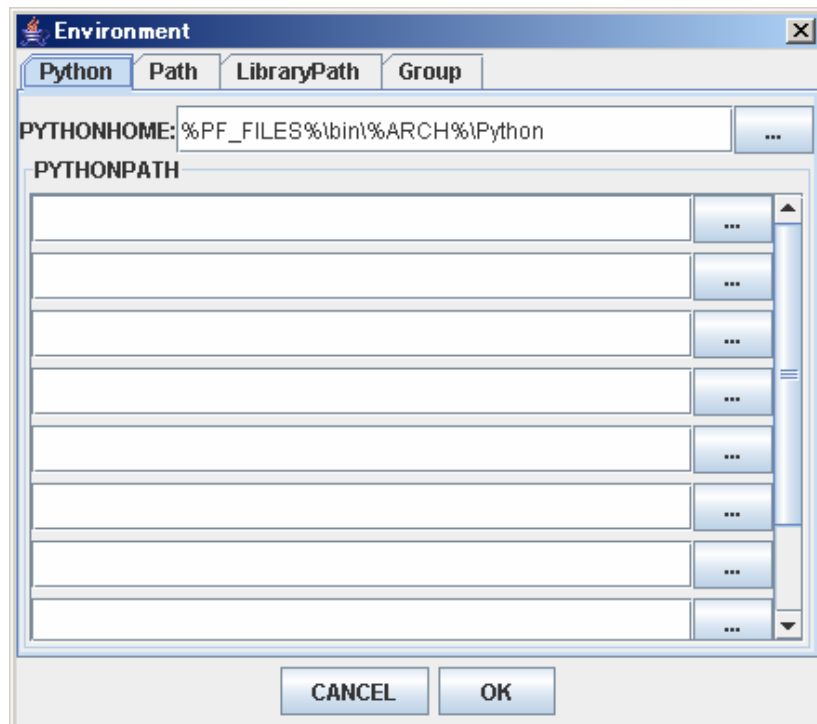 Environment
Python Path LibraryPath Group
PYTHONHOME: %PF_FILES%\bin\%ARCH%\Python ...
PYTHONPATH
...
...
...
...
...
...
...
...
CANCEL OK